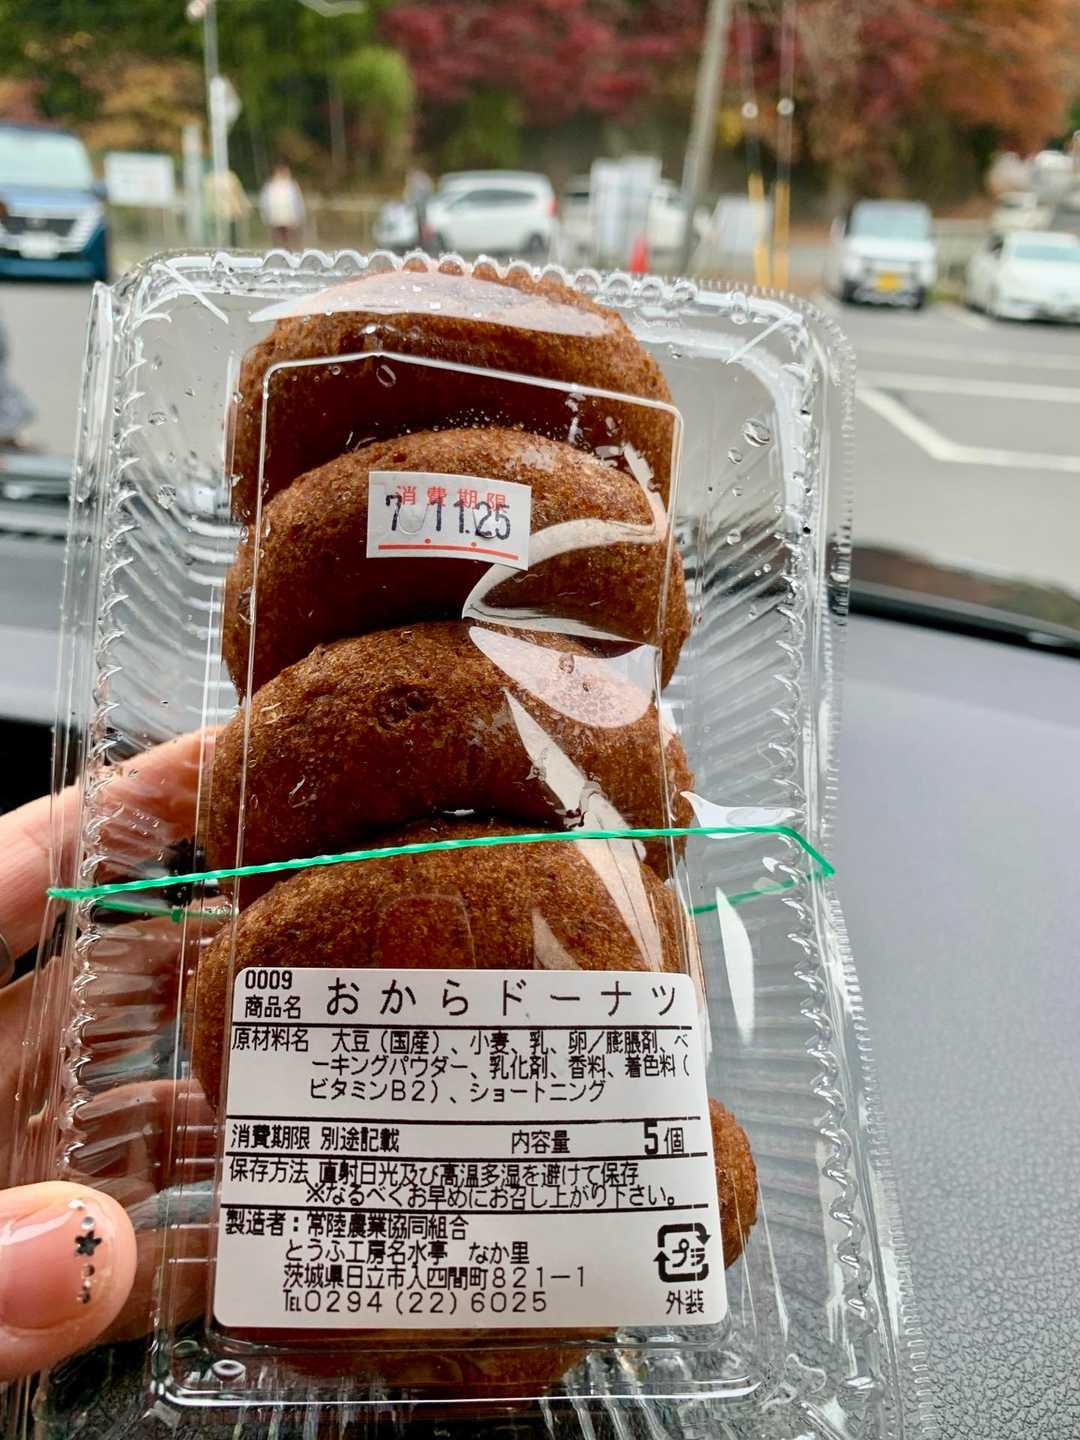 消費期限
7.11.25
0009
商品名 おからドーナツ
原材料名 大豆(国産)、小麦、乳、卵/膨脹剤、ベ
ーキングパウダー、乳化剤、香料、着色料(
ビタミンB2)、ショートニング
消費期限 別途記載 内容量 5個
保存方法 直射日光及び高温多湿を避けて保存
※なるべくお早めにお召し上がり下さい。
製造者:常陸農業協同組合
とうふ工房名水亭 なか里
茨城県日立市入四間町821-1
℡0294(22)6025
プラ
外装